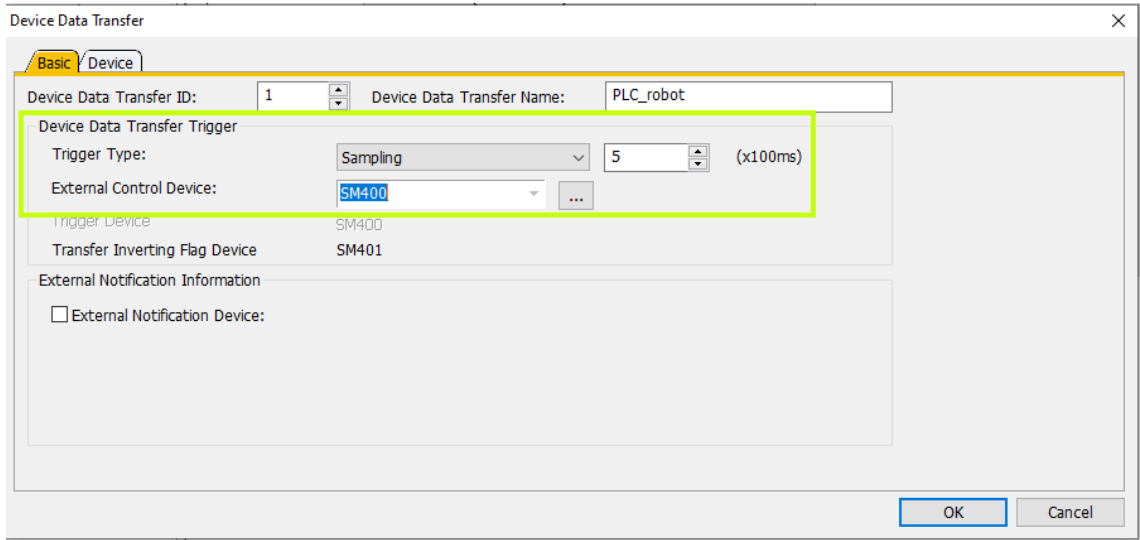 Device Data Transfer
Basic Device
Device Data Transfer ID: 1 Device Data Transfer Name: PLC_robot
Device Data Transfer Trigger
Trigger Type: Sampling 5 (x100ms)
External Control Device: SM400 ...
Trigger Device SM400
Transfer Inverting Flag Device SM401
External Notification Information
External Notification Device:
OK Cancel